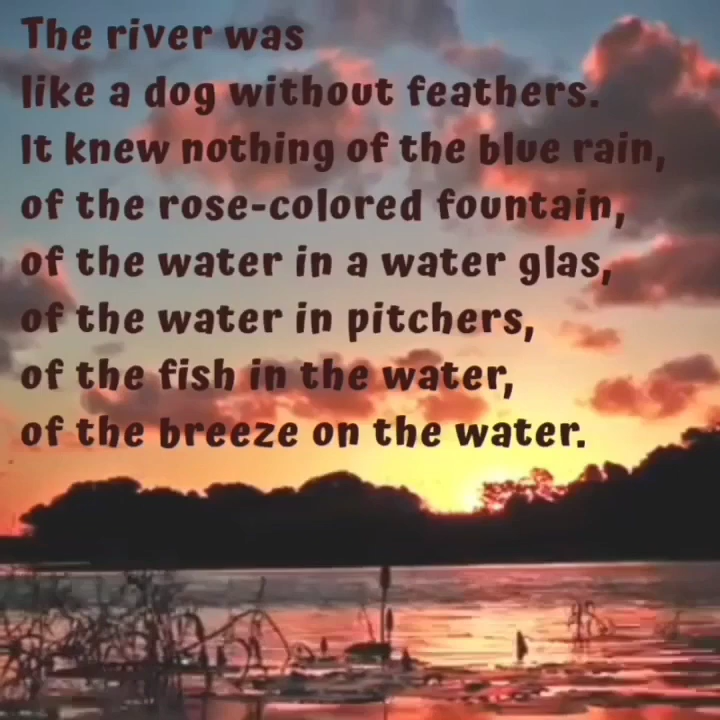 The river was
like a dog without feathers.
It knew nothing of the blue rain,
of the rose-colored fountain,
of the water in a water glas,
of the water in pitchers,
of the fish in the water,
of the breeze on the water.